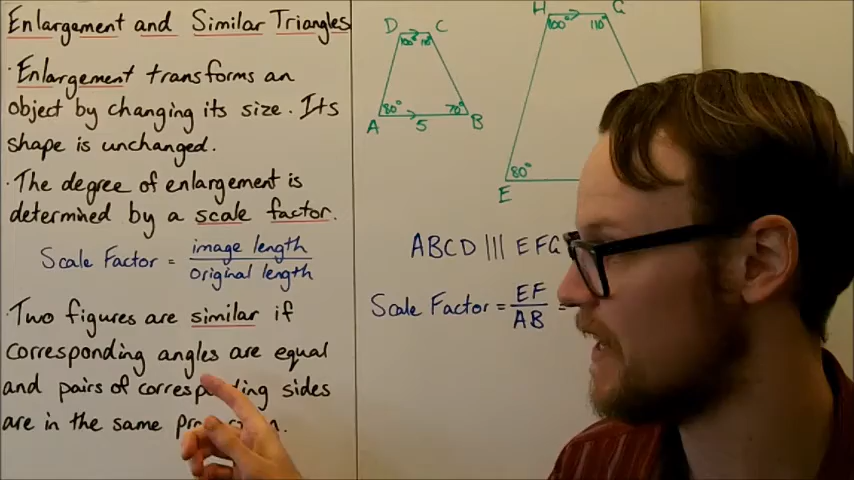 Enlargement and Similar Triangles
· Enlargement transforms an
object by changing its size. Its
shape is unchanged.
· The degree of enlargement is
determined by a scale factor.
Scale Factor = image length
original length
· Two figures are similar if
corresponding angles are equal
and pairs of corresponding sides
are in the same
D C
100° 110°
80° 70°
A 5 B
H G
100° 110°
80°
E
ABCD ||| EFG
Scale Factor = EF
AB =